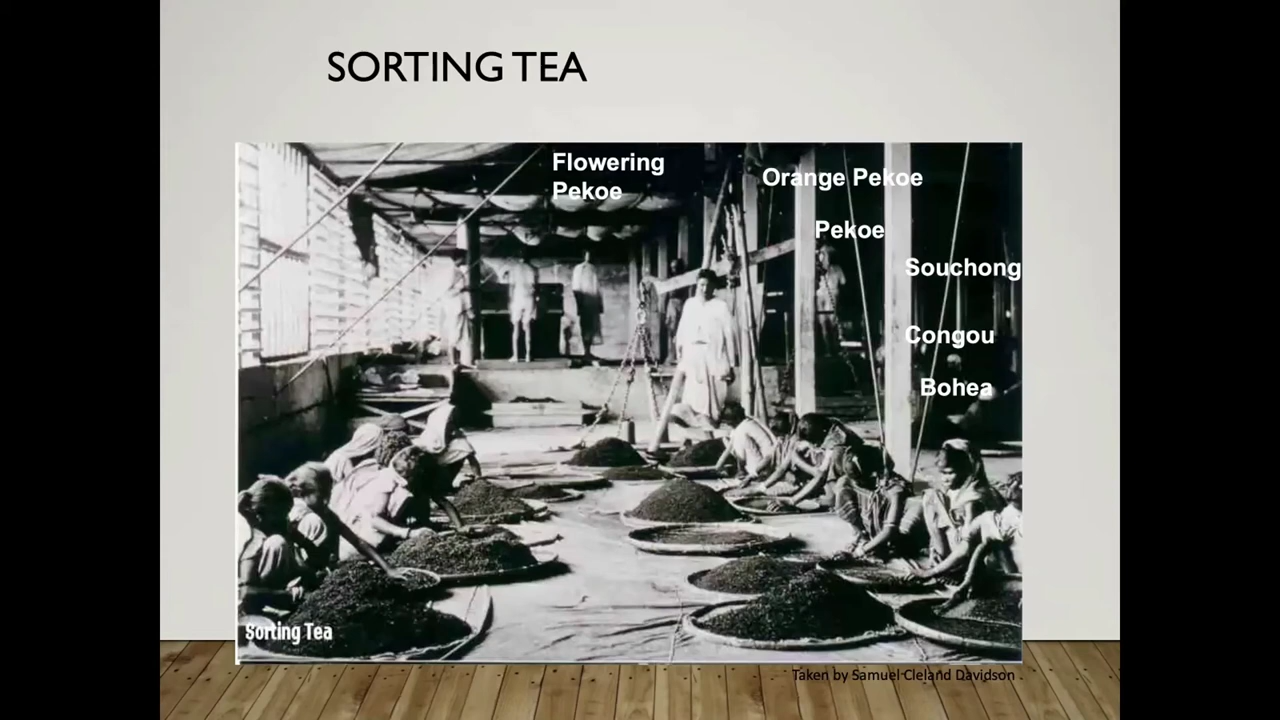 SORTING TEA
Flowering
Pekoe
Orange Pekoe
Pekoe
Souchong
Congou
Bohea
Sorting Tea
Taken by Samuel Cleland Davidson